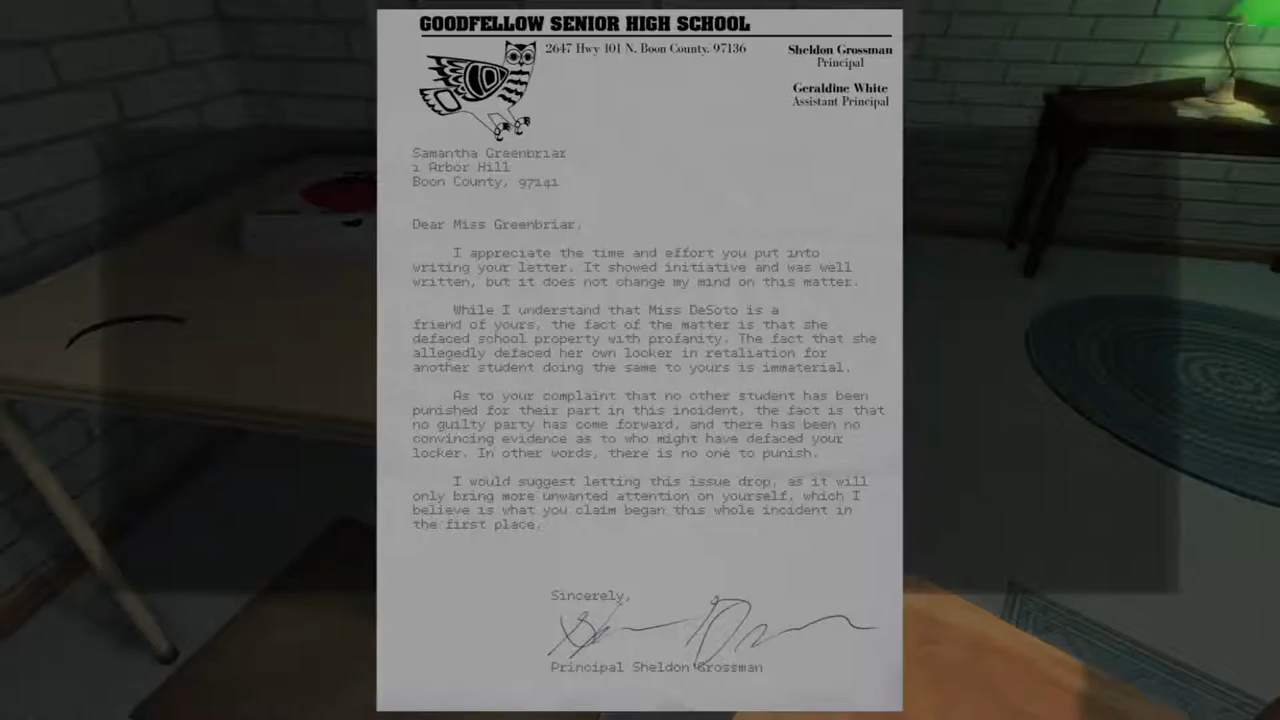 GOODFELLOW SENIOR HIGH SCHOOL
2647 Hwy 101 N. Boon County. 97136
Sheldon Grossman
Principal
Geraldine White
Assistant Principal
Samantha Greenbriar
1 Arbor Hill
Boon County, 97141
Dear Miss Greenbriar,
I appreciate the time and effort you put into
writing your letter. It showed initiative and was well
written, but it does not change my mind on this matter.
While I understand that Miss DeSoto is a
friend of yours, the fact of the matter is that she
defaced school property with profanity. The fact that she
allegedly defaced her own locker in retaliation for
another student doing the same to yours is immaterial.
As to your complaint that no other student has been
punished for their part in this incident, the fact is that
no guilty party has come forward, and there has been no
convincing evidence as to who might have defaced your
locker. In other words, there is no one to punish.
I would suggest letting this issue drop, as it will
only bring more unwanted attention on yourself, which I
believe is what you claim began this whole incident in
the first place.
Sincerely,
Principal Sheldon Grossman